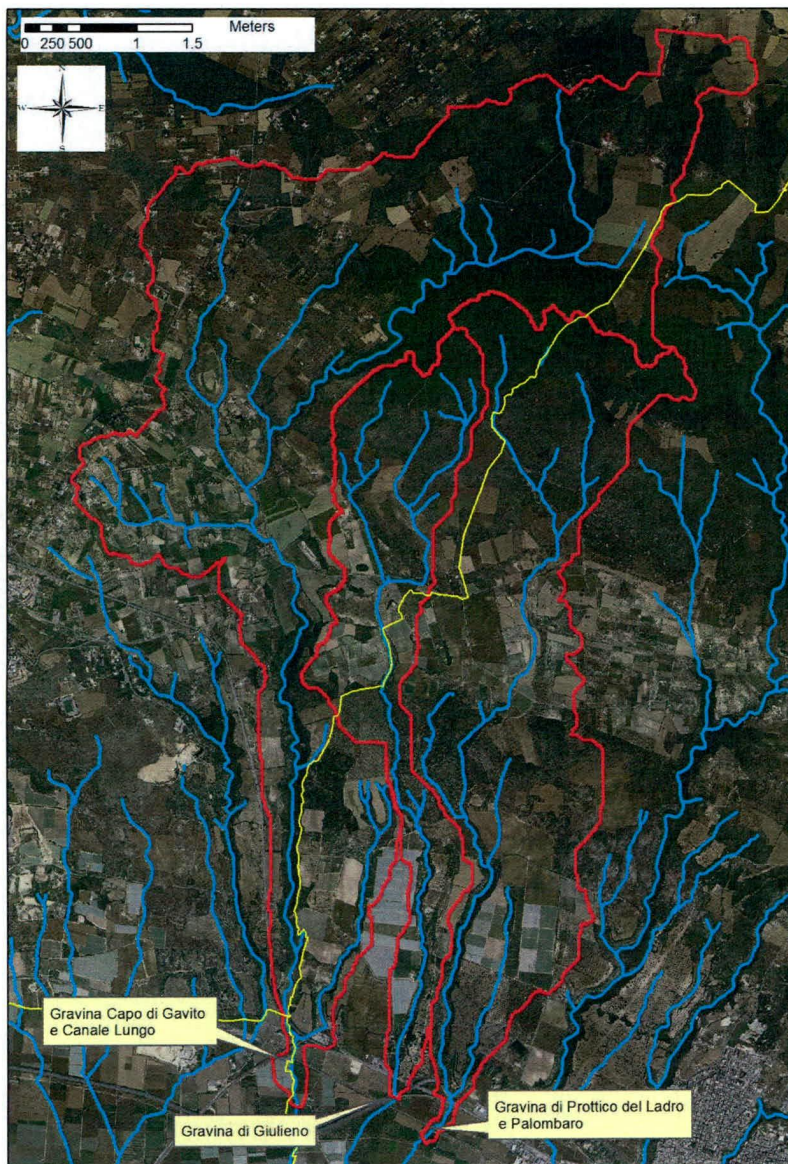 Meters
0 250 500 1 1.5
N
W E
S
Gravina Capo di Gavito
e Canale Lungo
Gravina di Giulieno
Gravina di Prottico del Ladro
e Palombaro